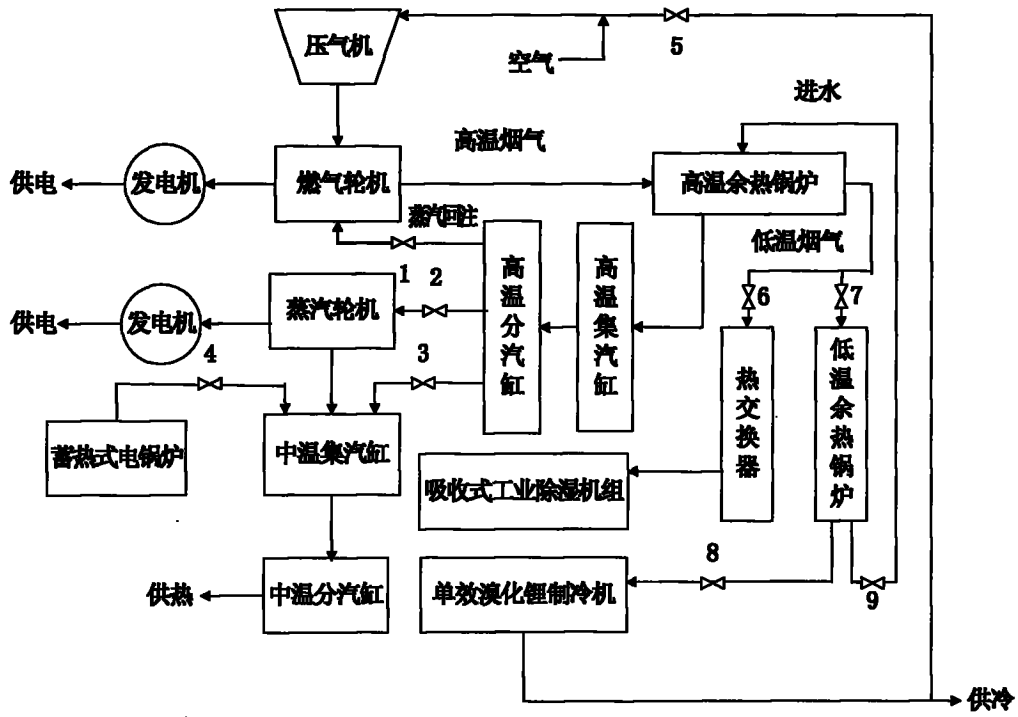 压气机
5
空气
进水
高温烟气
供电
发电机
燃气轮机
高温余热锅炉
蒸汽回注
低温烟气
高温分汽缸
高温集汽缸
1
2
6
7
供电
发电机
蒸汽轮机
4
3
热交换器
低温余热锅炉
蓄热式电锅炉
中温集汽缸
吸收式工业除湿机组
8
供热
中温分汽缸
单效溴化锂制冷机
9
供冷